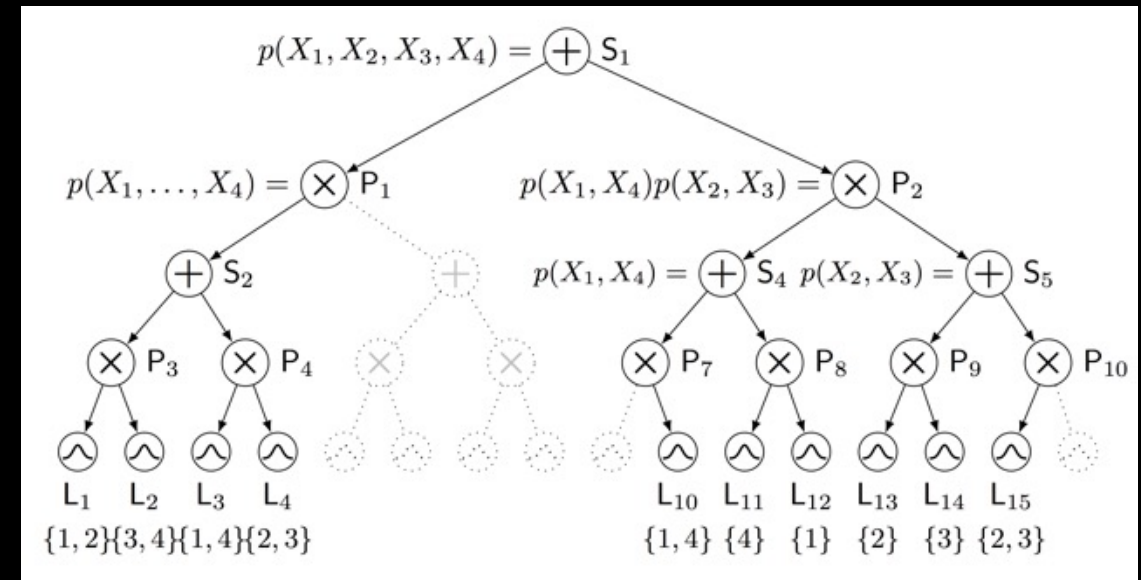 p(X₁, X₂, X₃, X₄) = + S₁
p(X₁, . . . , X₄) = × P₁ p(X₁, X₄)p(X₂, X₃) = × P₂
+ S₂ + p(X₁, X₄) = + S₄ p(X₂, X₃) = + S₅
× P₃ × P₄ × × × P₇ × P₈ × P₉ × P₁₀
L₁ L₂ L₃ L₄ L₁₀ L₁₁ L₁₂ L₁₃ L₁₄ L₁₅
{1, 2}{3, 4}{1, 4}{2, 3} {1, 4} {4} {1} {2} {3} {2, 3}